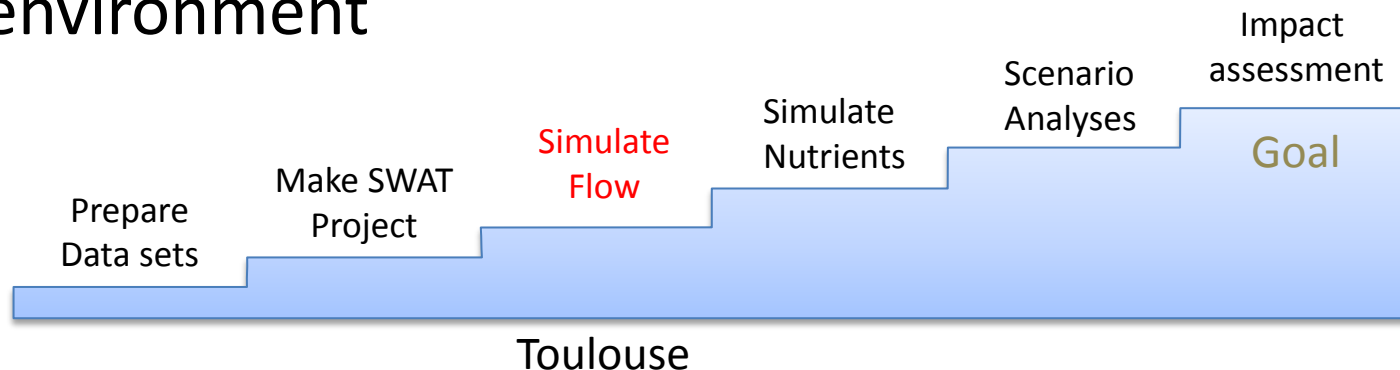 environment
Prepare
Data sets
Make SWAT
Project
Simulate
Flow
Simulate
Nutrients
Scenario
Analyses
Impact
assessment
Goal
Toulouse